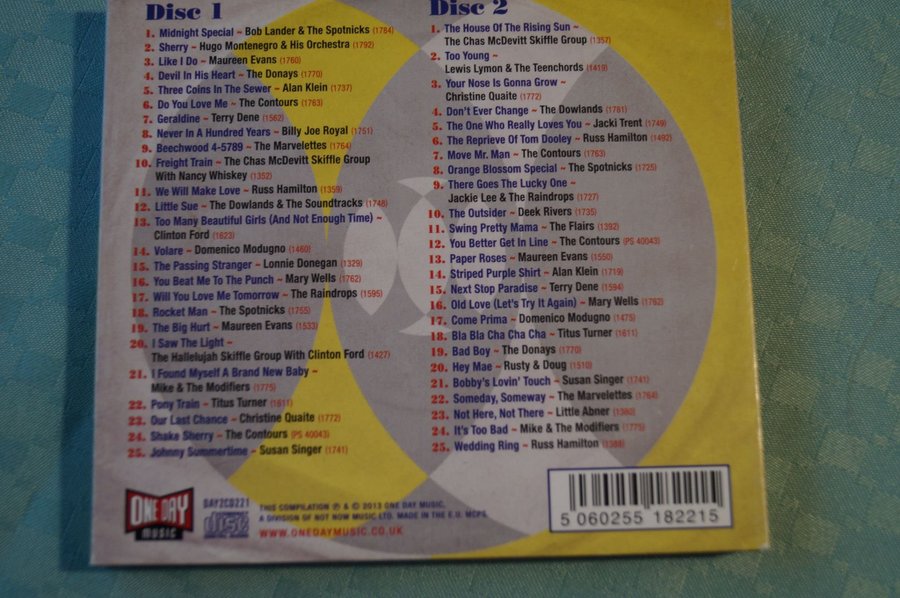 Disc 1
1. Midnight Special ~ Bob Lander & The Spotnicks (1784)
2. Sherry ~ Hugo Montenegro & His Orchestra (1792)
3. Like I Do ~ Maureen Evans (1760)
4. Devil In His Heart ~ The Donays (1770)
5. Three Coins In The Sewer ~ Alan Klein (1737)
6. Do You Love Me ~ The Contours (1763)
7. Geraldine ~ Terry Dene (1562)
8. Never In A Hundred Years ~ Billy Joe Royal (1751)
9. Beechwood 4-5789 ~ The Marvelettes (1764)
10. Freight Train ~ The Chas McDevitt Skiffle Group
With Nancy Whiskey (1352)
11. We Will Make Love ~ Russ Hamilton (1359)
12. Little Sue ~ The Dowlands & The Soundtracks (1748)
13. Too Many Beautiful Girls (And Not Enough Time) ~
Clinton Ford (1623)
14. Volare ~ Domenico Modugno (1460)
15. The Passing Stranger ~ Lonnie Donegan (1329)
16. You Beat Me To The Punch ~ Mary Wells (1762)
17. Will You Love Me Tomorrow ~ The Raindrops (1595)
18. Rocket Man ~ The Spotnicks (1755)
19. The Big Hurt ~ Maureen Evans (1533)
20. I Saw The Light ~
The Hallelujah Skiffle Group With Clinton Ford (1427)
21. I Found Myself A Brand New Baby ~
Mike & The Modifiers (1775)
22. Pony Train ~ Titus Turner (1611)
23. Our Last Chance ~ Christine Quaite (1772)
24. Shake Sherry ~ The Contours (PS 40043)
25. Johnny Summertime ~ Susan Singer (1741)
Disc 2
1. The House Of The Rising Sun ~
The Chas McDevitt Skiffle Group (1357)
2. Too Young ~
Lewis Lymon & The Teenchords (1419)
3. Your Nose Is Gonna Grow ~
Christine Quaite (1772)
4. Don't Ever Change ~ The Dowlands (1781)
5. The One Who Really Loves You ~ Jacki Trent (1749)
6. The Reprieve Of Tom Dooley ~ Russ Hamilton (1492)
7. Move Mr. Man ~ The Contours (1763)
8. Orange Blossom Special ~ The Spotnicks (1725)
9. There Goes The Lucky One ~
Jackie Lee & The Raindrops (1727)
10. The Outsider ~ Deek Rivers (1735)
11. Swing Pretty Mama ~ The Flairs (1392)
12. You Better Get In Line ~ The Contours (PS 40043)
13. Paper Roses ~ Maureen Evans (1550)
14. Striped Purple Shirt ~ Alan Klein (1719)
15. Next Stop Paradise ~ Terry Dene (1594)
16. Old Love (Let's Try It Again) ~ Mary Wells (1762)
17. Come Prima ~ Domenico Modugno (1475)
18. Bla Bla Cha Cha Cha ~ Titus Turner (1611)
19. Bad Boy ~ The Donays (1770)
20. Hey Mae ~ Rusty & Doug (1510)
21. Bobby's Lovin' Touch ~ Susan Singer (1741)
22. Someday, Someway ~ The Marvelettes (1764)
23. Not Here, Not There ~ Little Abner (1380)
24. It's Too Bad ~ Mike & The Modifiers (1775)
25. Wedding Ring ~ Russ Hamilton (1388)
ONE DAY
MUSIC
DAY2CD221
COMPACT
disc
DIGITAL AUDIO
THIS COMPILATION ℗ & © 2013 ONE DAY MUSIC,
A DIVISION OF NOT NOW MUSIC LTD. MADE IN THE E.U. MCPS.
WWW.ONEDAYMUSIC.CO.UK
5 060255 182215